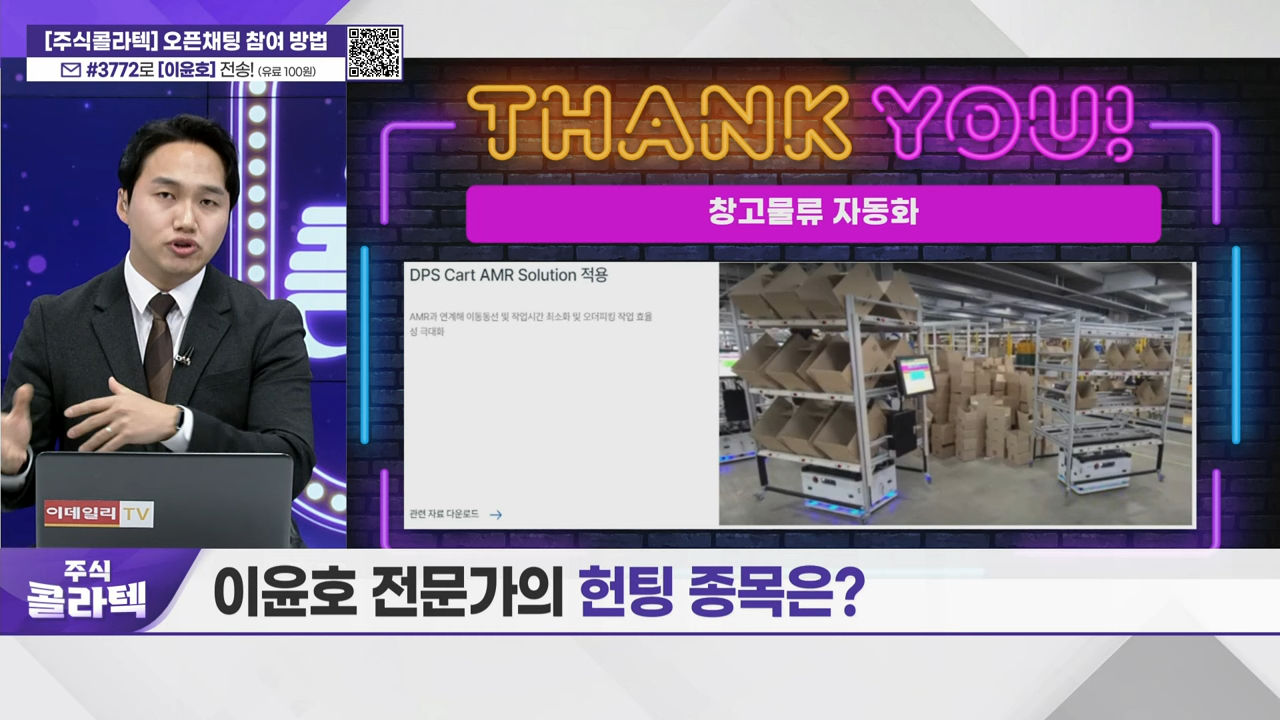 [주식콜라텍] 오픈채팅 참여 방법
#3772로 [이윤호] 전송! (유료 100원)
THANK YOU!
창고물류 자동화
DPS Cart AMR Solution 적용
AMR과 연계해 이동동선 및 작업시간 최소화 및 오더피킹 작업 효율
성 극대화
관련 자료 다운로드 →
이데일리 TV
주식
콜라텍
이윤호 전문가의 헌팅 종목은?